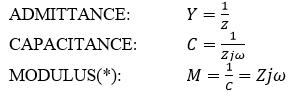 ADMITTANCE: Y = 1/Z
CAPACITANCE: C = 1/Zjω
MODULUS(*): M = 1/C = Zjω